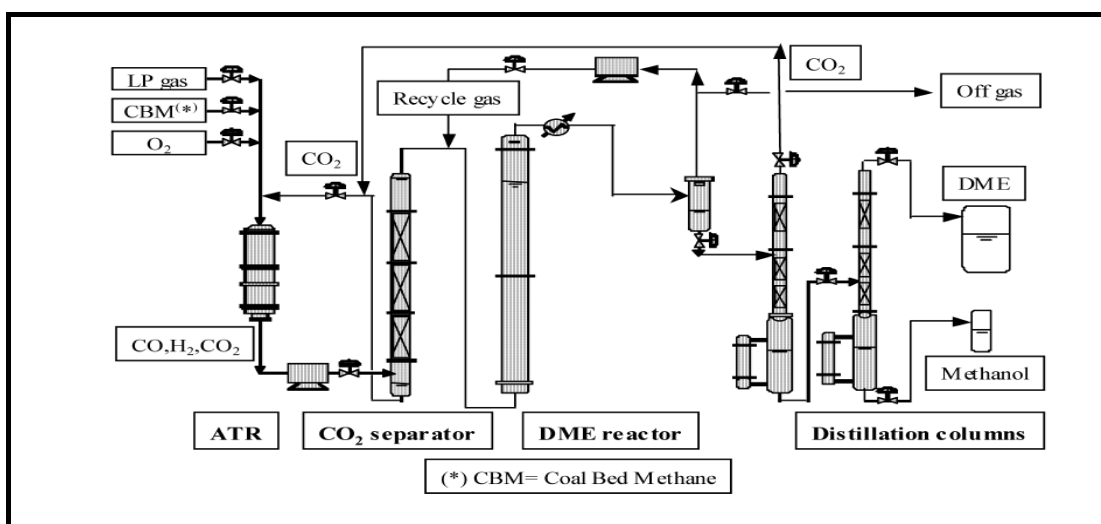 LP gas
CBM(*)
O2
CO2
Recycle gas
CO2
Off gas
DME
CO,H2,CO2
Methanol
ATR
CO2 separator
DME reactor
Distillation columns
(*) CBM= Coal Bed Methane